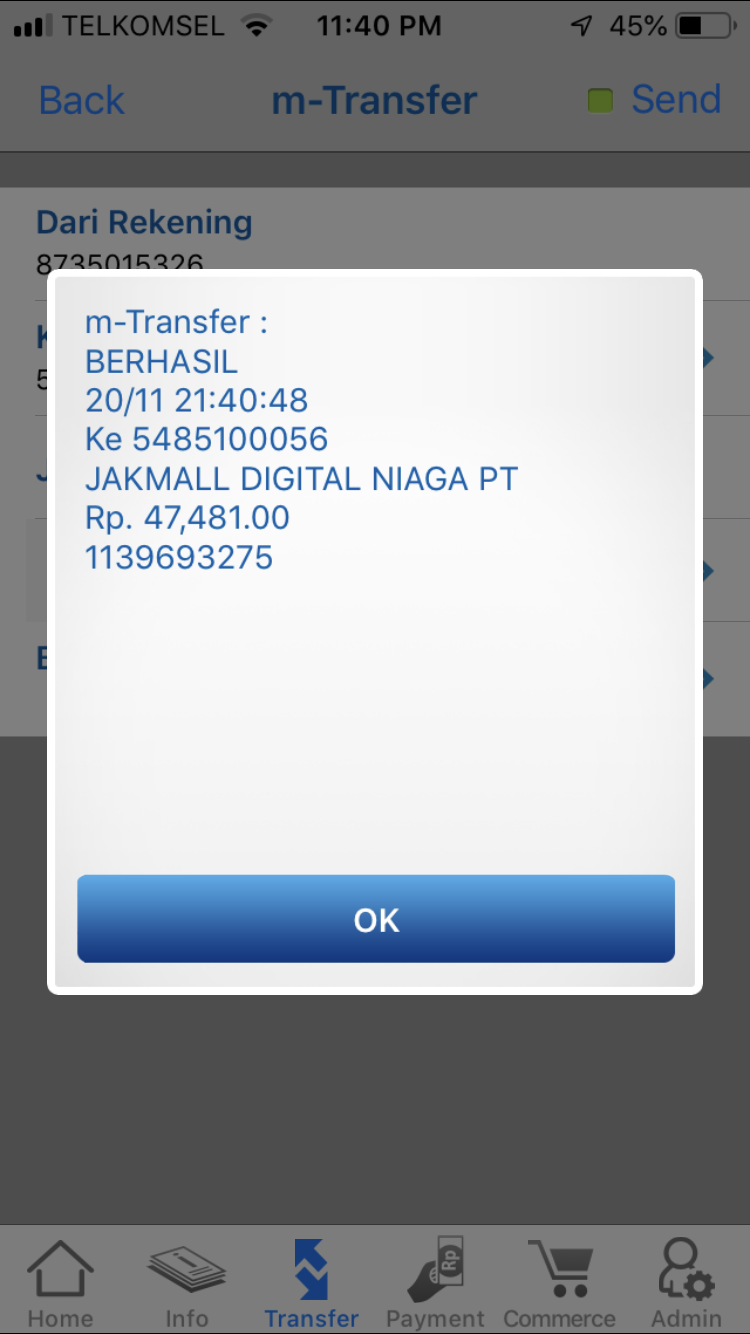 TELKOMSEL 11:40 PM 45%
Back m-Transfer Send
Dari Rekening
8735015326
m-Transfer :
BERHASIL
20/11 21:40:48
Ke 5485100056
JAKMALL DIGITAL NIAGA PT
Rp. 47,481.00
1139693275
OK
Rp
Home Info Transfer Payment Commerce Admin